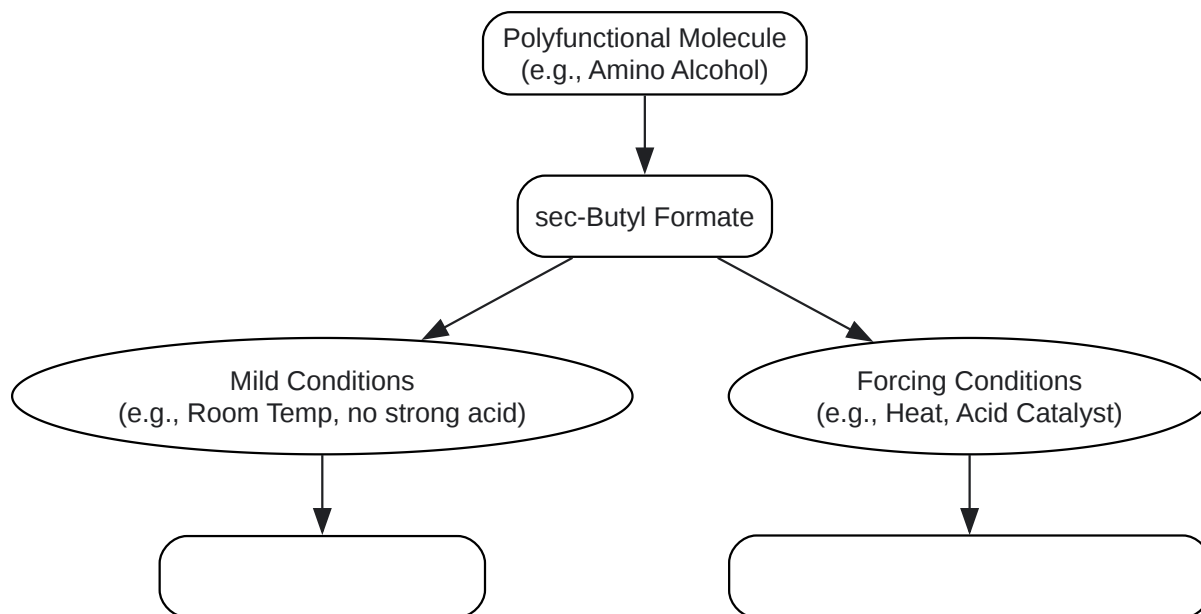 Polyfunctional Molecule
(e.g., Amino Alcohol)
sec-Butyl Formate
Mild Conditions
(e.g., Room Temp, no strong acid)
Forcing Conditions
(e.g., Heat, Acid Catalyst)